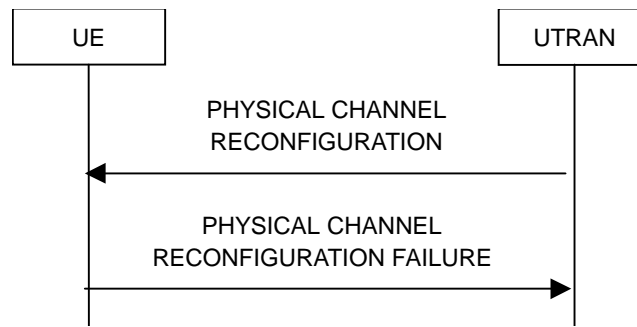 UE
UTRAN
PHYSICAL CHANNEL
RECONFIGURATION
PHYSICAL CHANNEL
RECONFIGURATION FAILURE